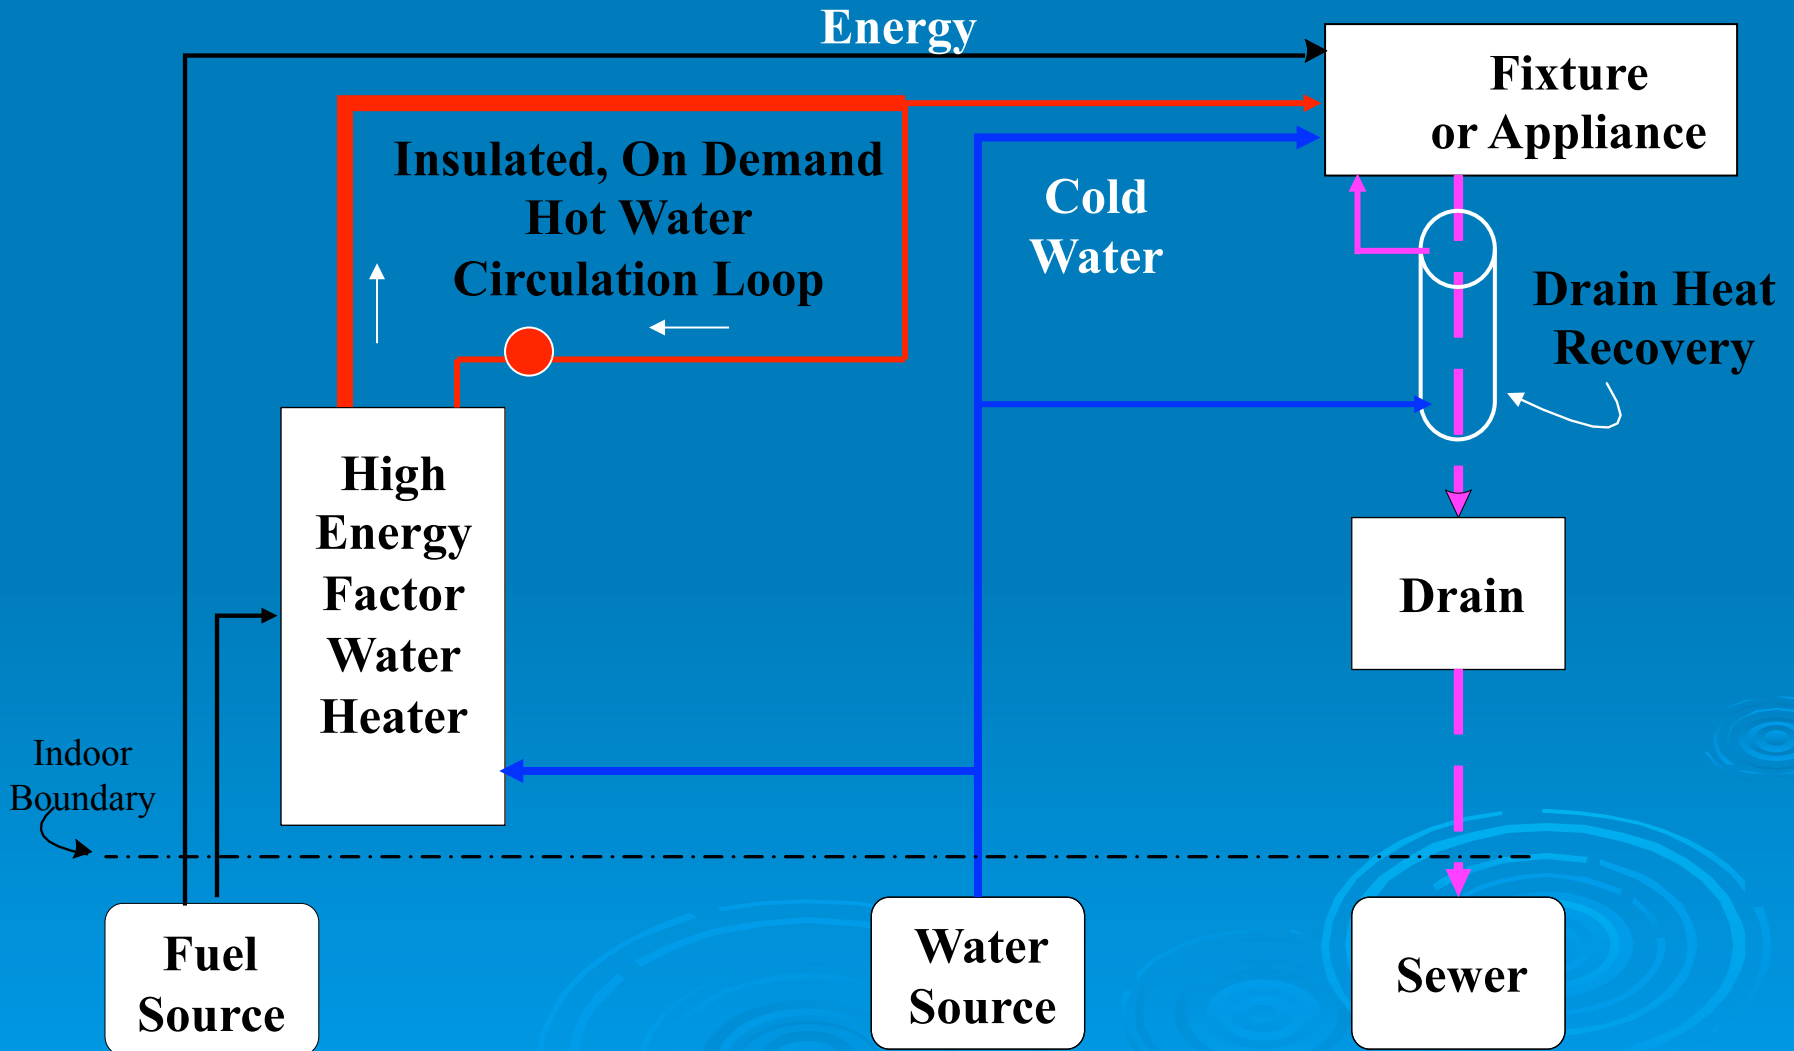 Energy
Fixture
or Appliance
Insulated, On Demand
Hot Water
Circulation Loop
Cold
Water
Drain Heat
Recovery
High
Energy
Factor
Water
Heater
Drain
Indoor
Boundary
Fuel
Source
Water
Source
Sewer